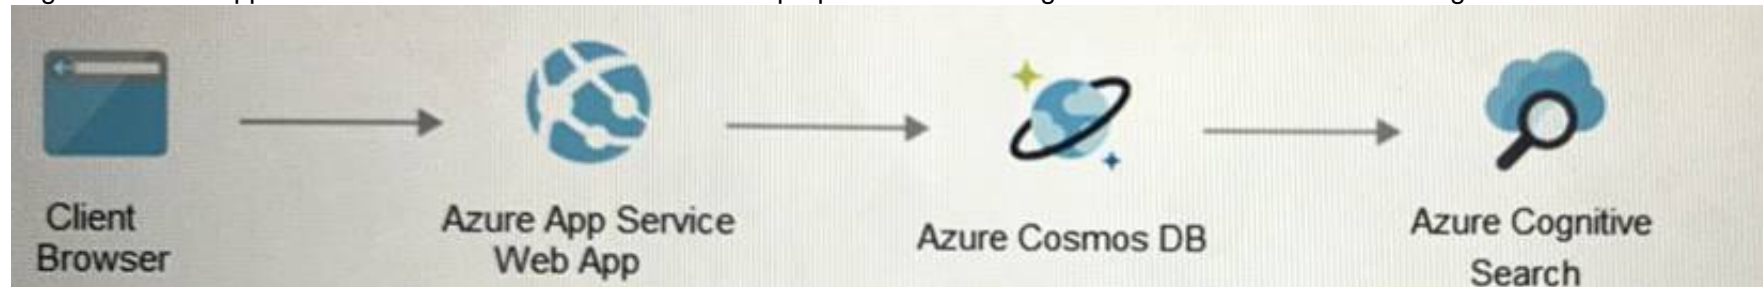 Client
Browser
Azure App Service
Web App
Azure Cosmos DB
Azure Cognitive
Search